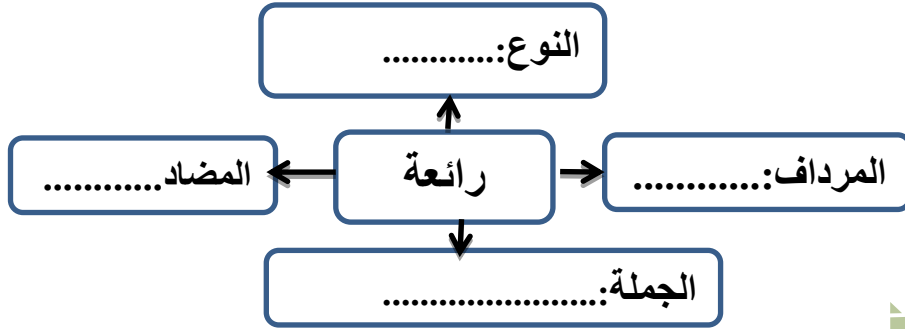 النوع:............
المرداف:............
رائعة
المضاد............
الجملة:.......................